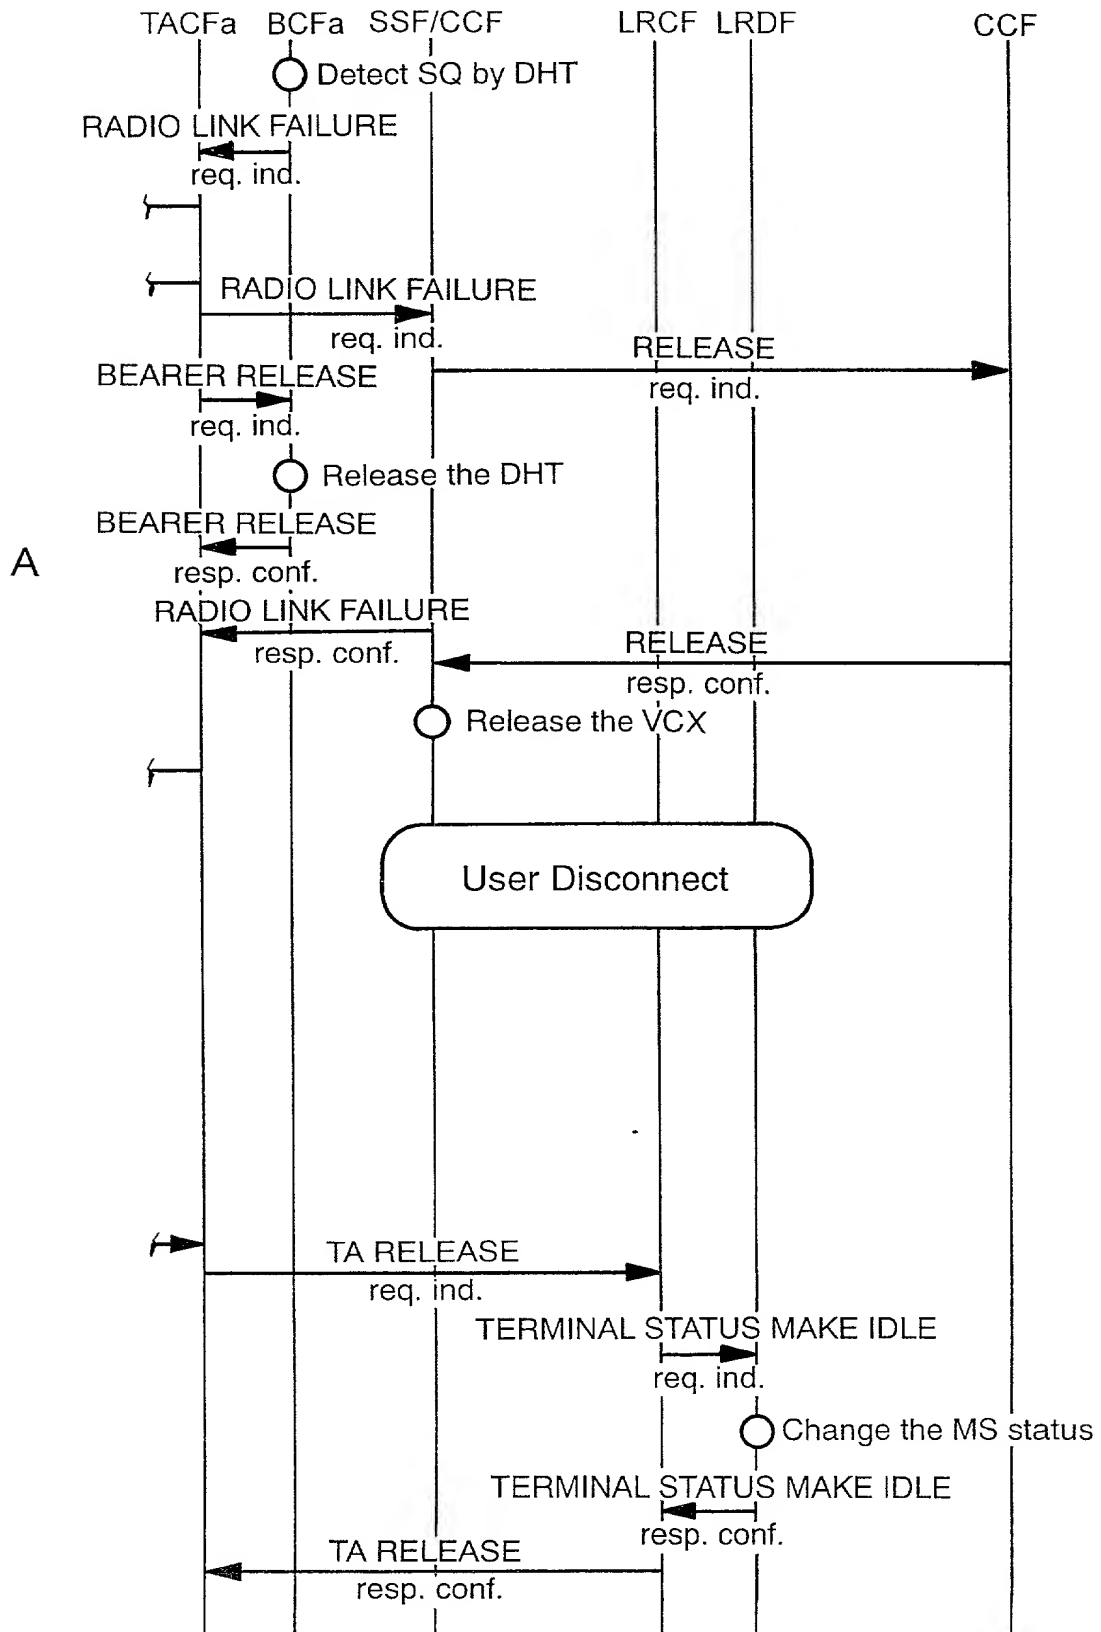 TACFa BCFa SSF/CCF LRCF LRDF CCF
Detect SQ by DHT
RADIO LINK FAILURE
req. ind.
RADIO LINK FAILURE
req. ind.
RELEASE
req. ind.
BEARER RELEASE
req. ind.
Release the DHT
BEARER RELEASE
A
resp. conf.
RADIO LINK FAILURE
resp. conf.
RELEASE
resp. conf.
Release the VCX
User Disconnect
TA RELEASE
req. ind.
TERMINAL STATUS MAKE IDLE
req. ind.
Change the MS status
TERMINAL STATUS MAKE IDLE
resp. conf.
TA RELEASE
resp. conf.